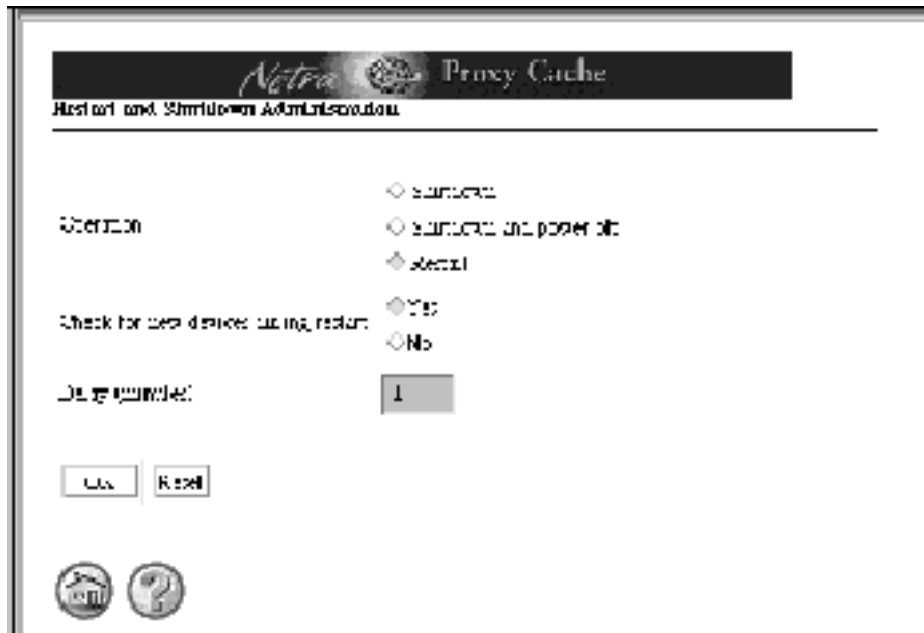 Netra Proxy Cache
Restart and Shutdown Administration
Operation
Shutdown
Shutdown and power off
Restart
Check for new devices during restart
Yes
No
Delay (minutes)
1
Reset